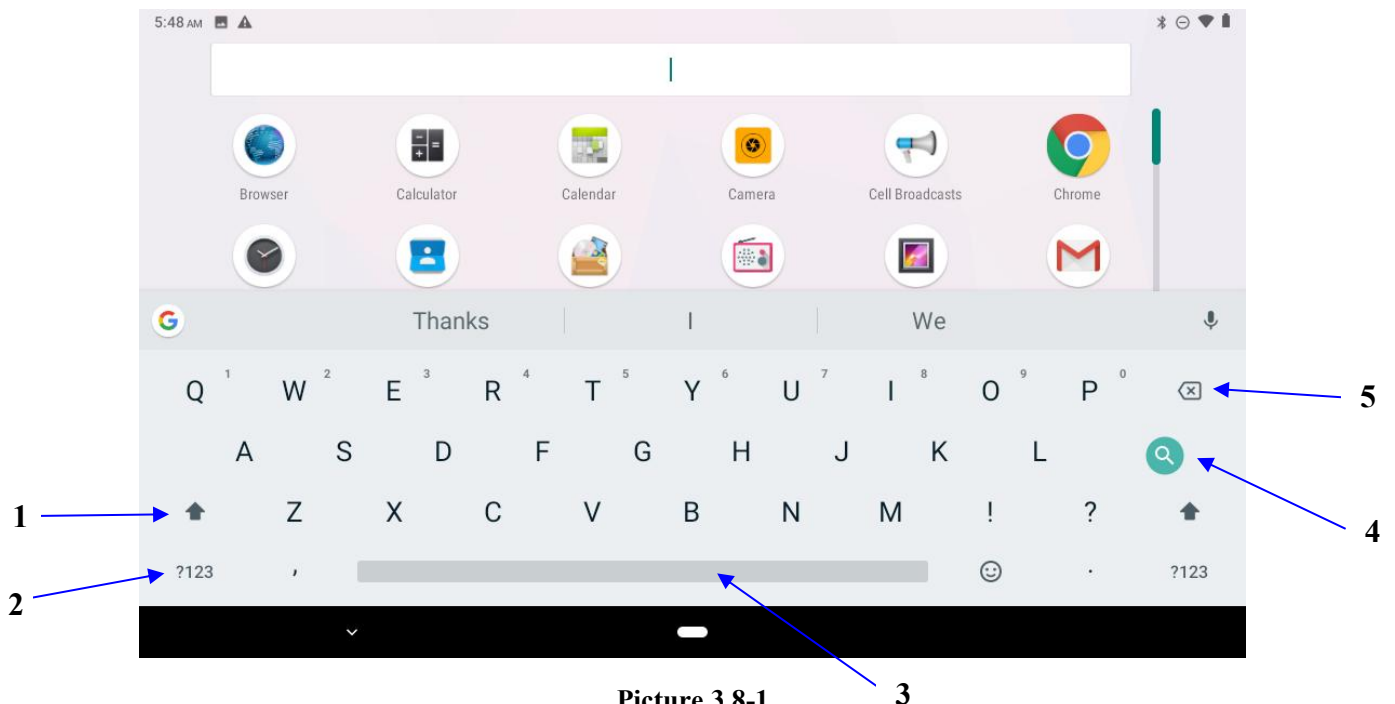 5:48 AM
Browser Calculator Calendar Camera Cell Broadcasts Chrome
G Thanks I We
Q 1 W 2 E 3 R 4 T 5 Y 6 U 7 I 8 O 9 P 0 5
A S D F G H J K L
4
1 Z X C V B N M ! ?
?123 , . ?123
2
Picture 3.8-1 3